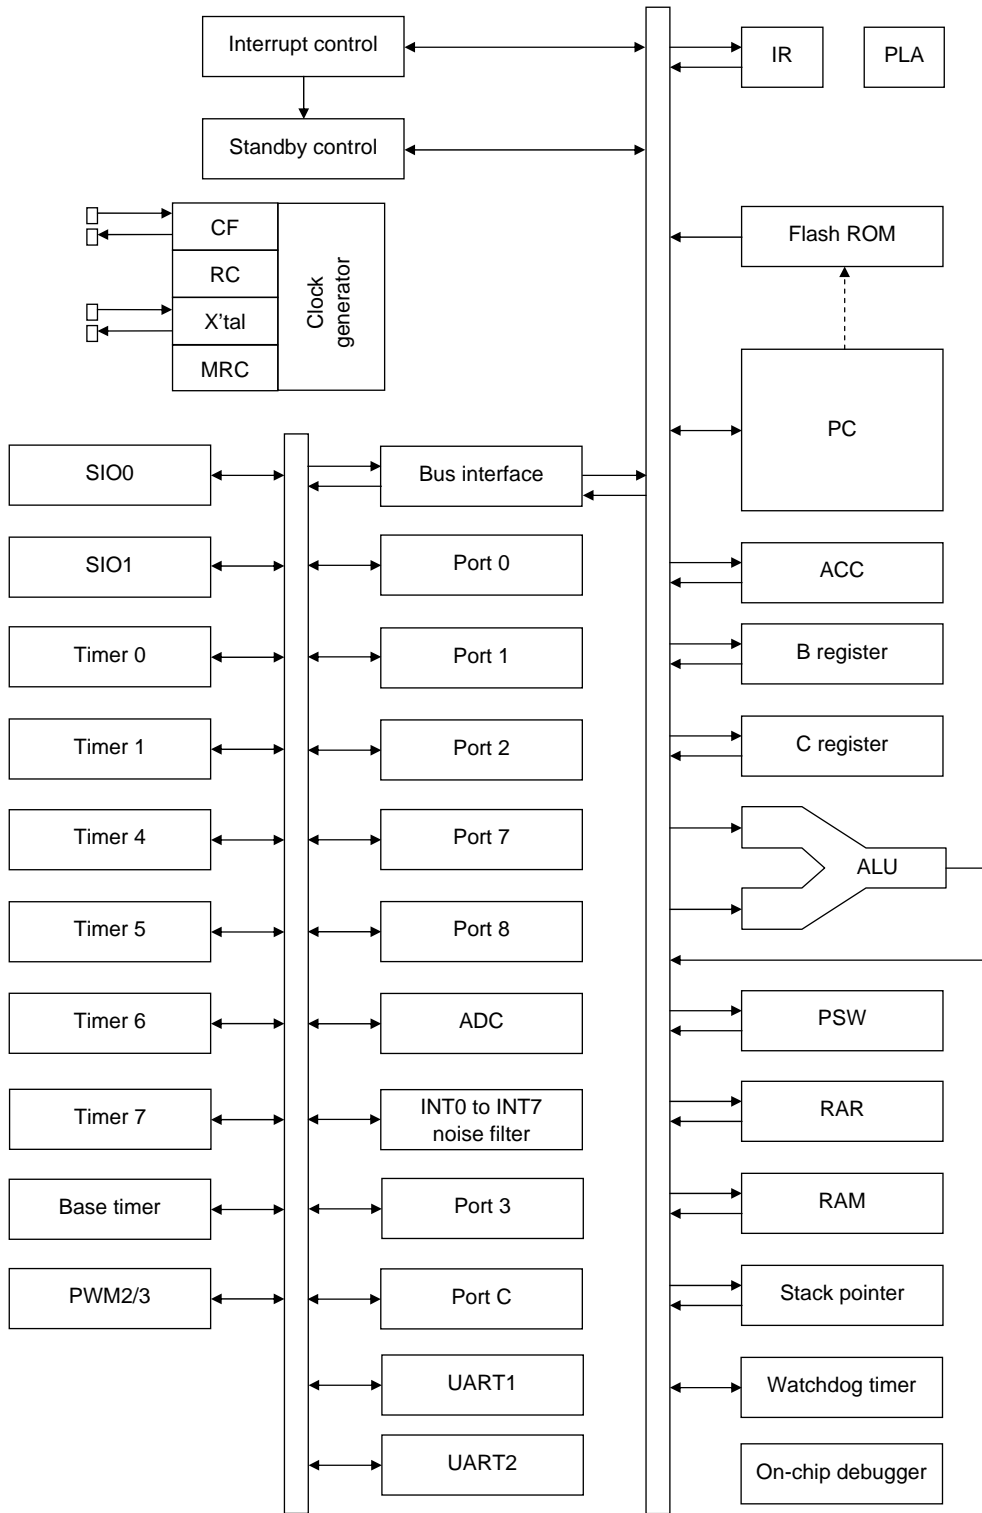 Interrupt control
IR
PLA
Standby control
CF
RC
X'tal
MRC
Clock
generator
Flash ROM
PC
SIO0
Bus interface
SIO1
Port 0
ACC
Timer 0
Port 1
B register
Timer 1
Port 2
C register
Timer 4
Port 7
ALU
Timer 5
Port 8
Timer 6
ADC
PSW
Timer 7
INT0 to INT7
noise filter
RAR
Base timer
Port 3
RAM
PWM2/3
Port C
Stack pointer
UART1
Watchdog timer
UART2
On-chip debugger